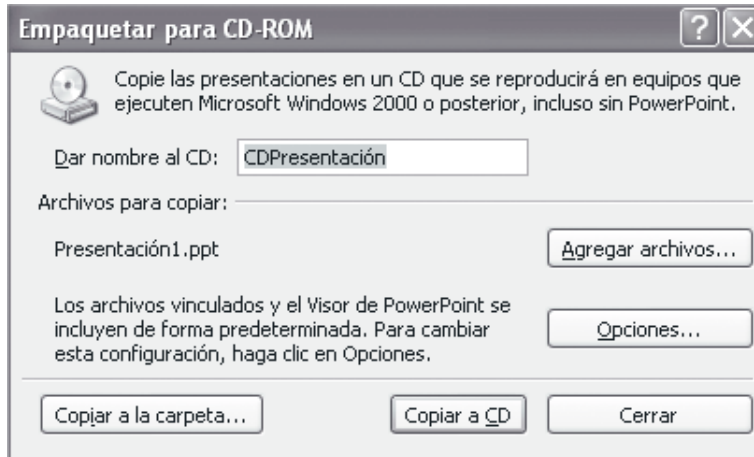 Empaquetar para CD-ROM
Copie las presentaciones en un CD que se reproducirá en equipos que
ejecuten Microsoft Windows 2000 o posterior, incluso sin PowerPoint.
Dar nombre al CD: CDPresentación
Archivos para copiar:
Presentación1.ppt
Agregar archivos...
Los archivos vinculados y el Visor de PowerPoint se
incluyen de forma predeterminada. Para cambiar
esta configuración, haga clic en Opciones.
Opciones...
Copiar a la carpeta...
Copiar a CD
Cerrar